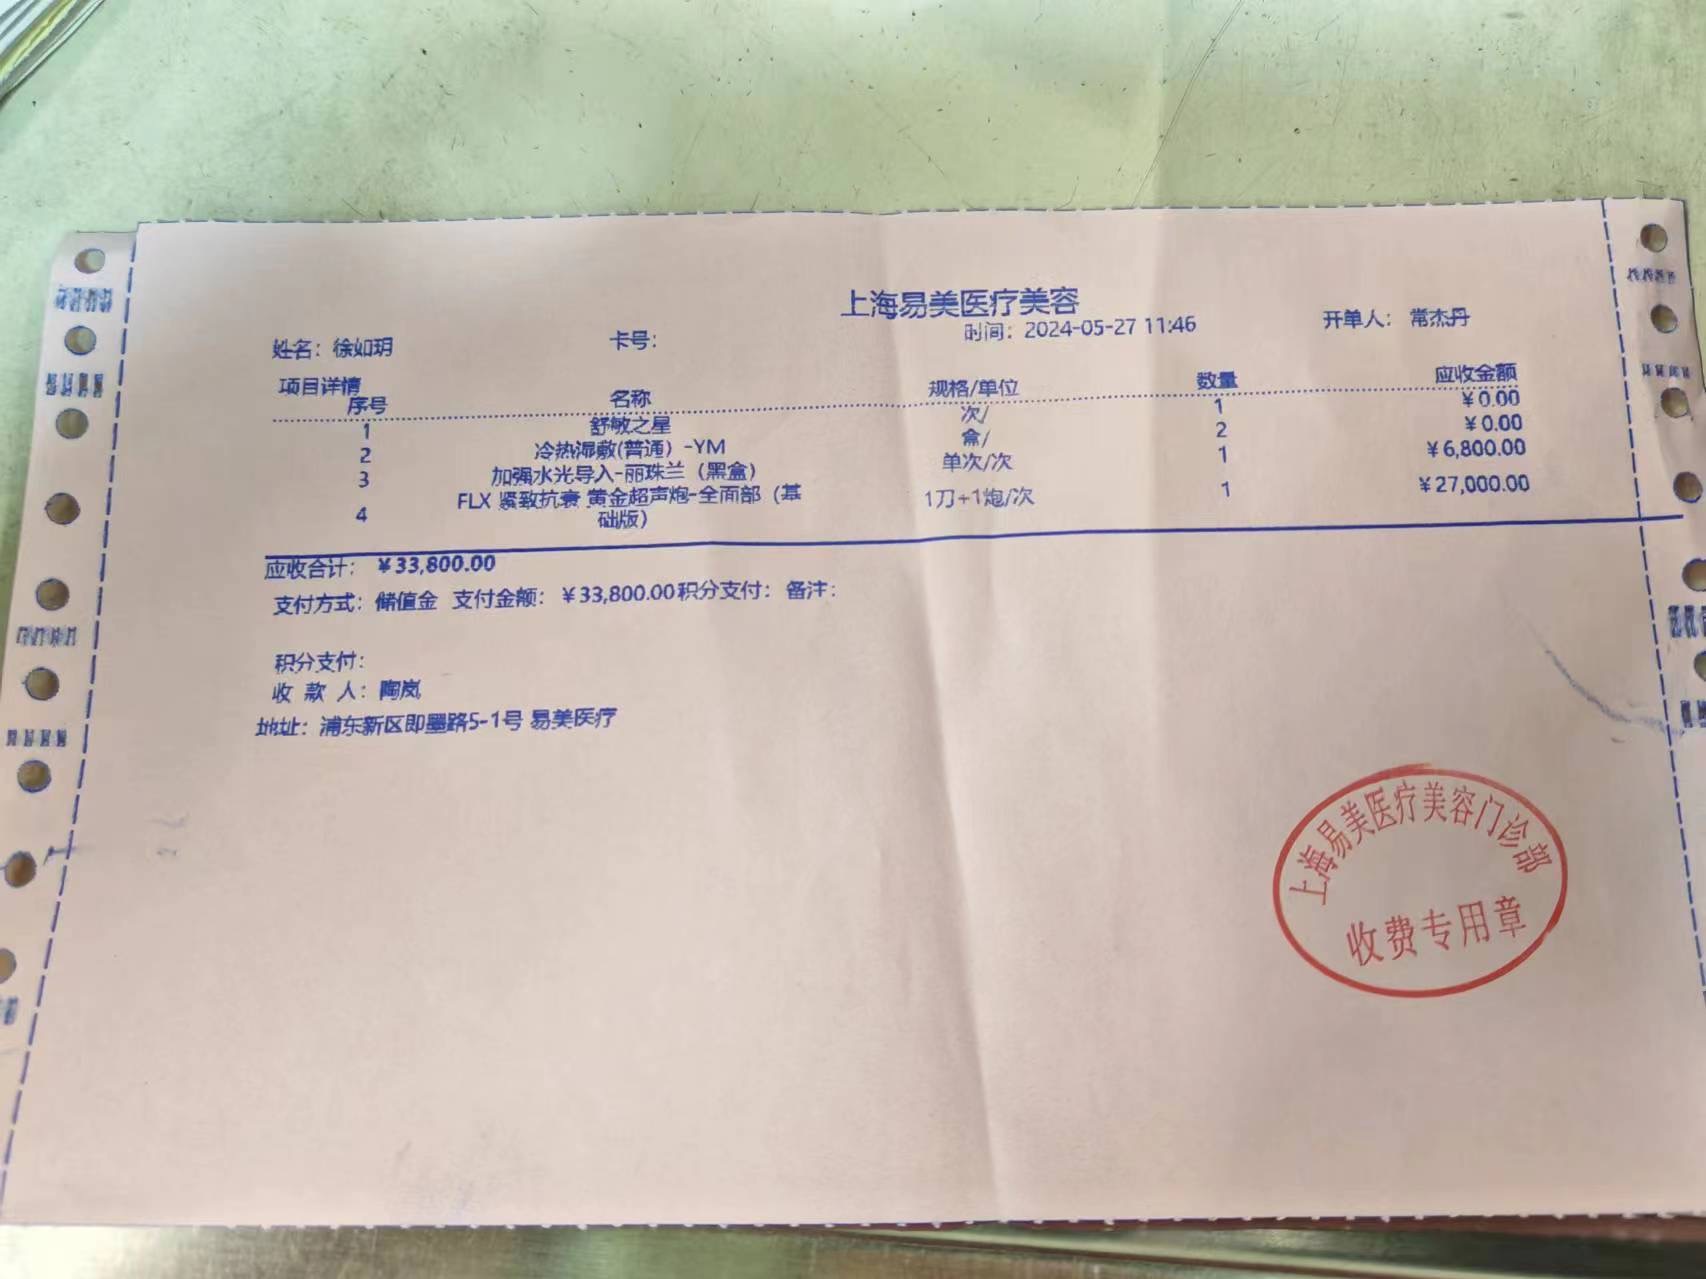 上海易美医疗美容
姓名：徐如玥 卡号： 时间：2024-05-27 11:46 开单人：常杰丹
项目详情
序号 名称 规格/单位 数量 应收金额
1 舒敏之星 次/ 1 ¥0.00
2 冷热湿敷(普通）-YM 盒/ 2 ¥0.00
3 加强水光导入-丽珠兰（黑盒） 单次/次 1 ¥6,800.00
4 FLX 紧致抗衰 黄金超声炮-全面部（基
础版） 1刀+1炮/次 1 ¥27,000.00
应收合计：¥33,800.00
支付方式：储值金 支付金额：¥33,800.00积分支付：备注：
积分支付：
收 款 人：陶岚
地址：浦东新区即墨路5-1号 易美医疗
上海易美医疗美容门诊部
收费专用章